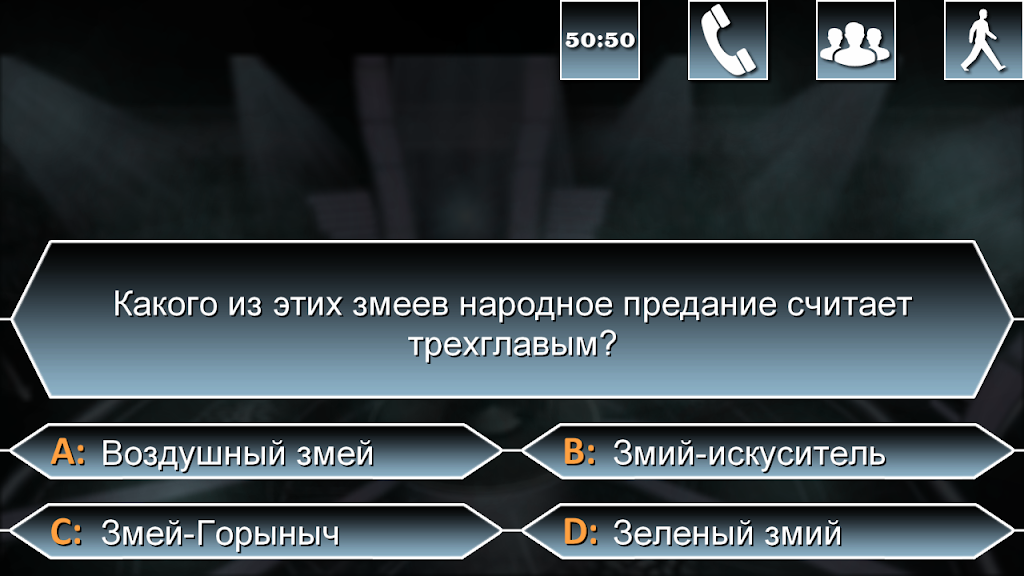 50:50
Какого из этих змеев народное предание считает
трехглавым?
A: Воздушный змей
B: Змий-искуситель
C: Змей-Горыныч
D: Зеленый змий